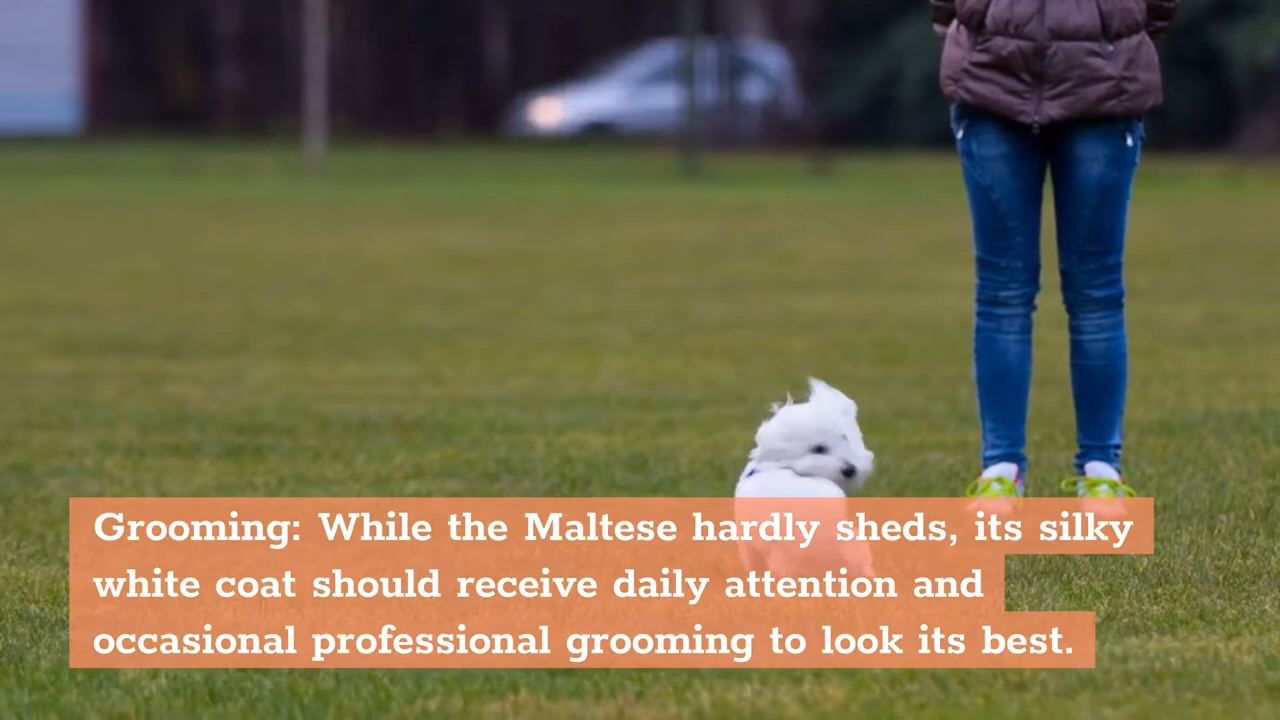 Grooming: While the Maltese hardly sheds, its silky
white coat should receive daily attention and
occasional professional grooming to look its best.